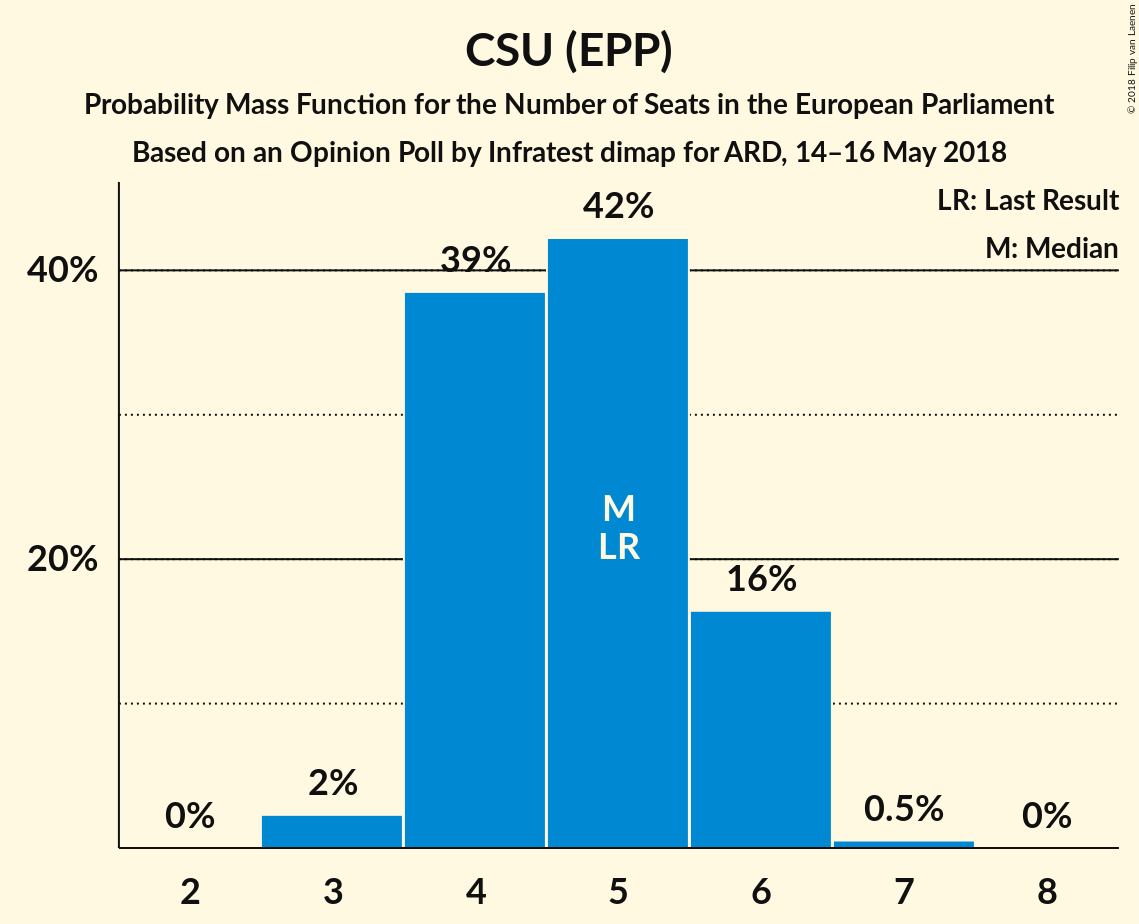 CSU (EPP)
Probability Mass Function for the Number of Seats in the European Parliament
Based on an Opinion Poll by Infratest dimap for ARD, 14–16 May 2018
© 2018 Filip van Laenen
LR: Last Result
M: Median
42%
39%
40%
M
LR
20%
16%
2%
0%
0.5%
0%
2 3 4 5 6 7 8